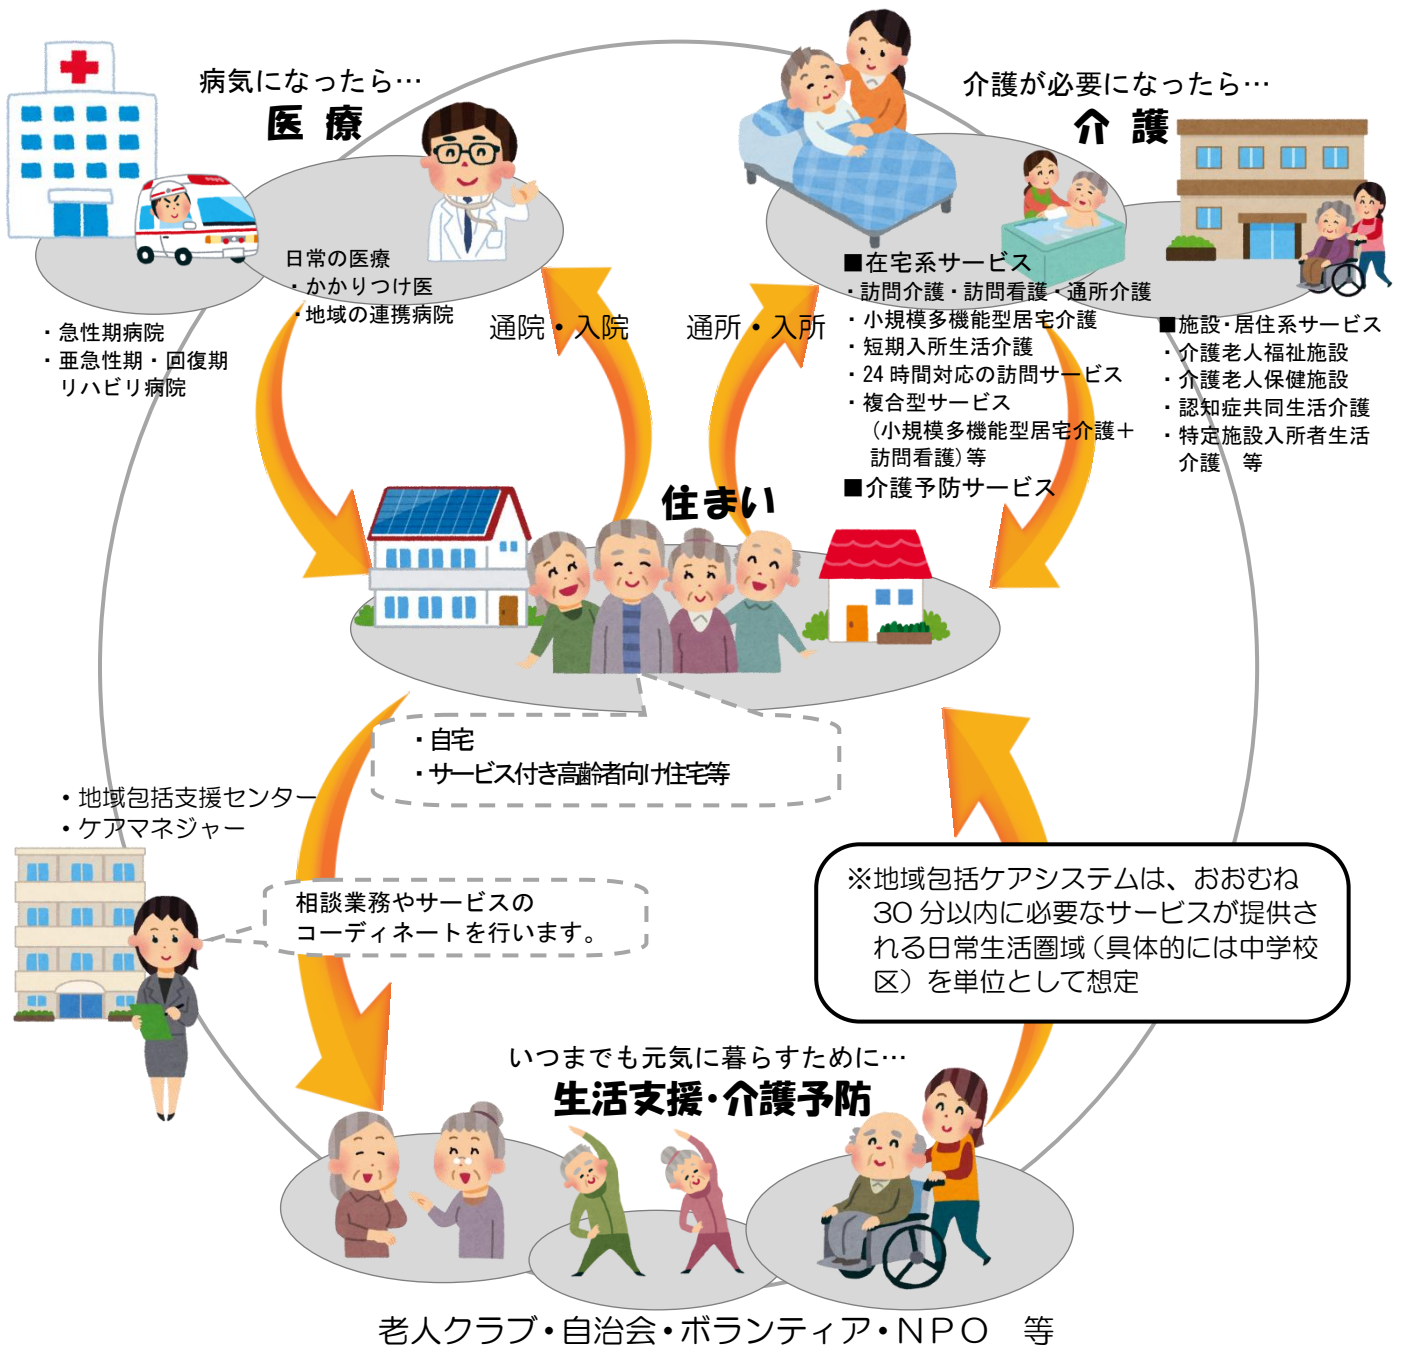 病気になったら…
医療
日常の医療
・かかりつけ医
・地域の連携病院
・急性期病院
・亜急性期・回復期
リハビリ病院
通院・入院
介護が必要になったら…
介護
通所・入所
■在宅系サービス
・訪問介護・訪問看護・通所介護
・小規模多機能型居宅介護
・短期入所生活介護
・24時間対応の訪問サービス
・複合型サービス
(小規模多機能型居宅介護＋
訪問看護)等
■介護予防サービス
■施設・居住系サービス
・介護老人福祉施設
・介護老人保健施設
・認知症共同生活介護
・特定施設入所者生活
介護　等
住まい
・自宅
・サービス付き高齢者向け住宅等
・地域包括支援センター
・ケアマネジャー
相談業務やサービスの
コーディネートを行います。
※地域包括ケアシステムは、おおむね
30分以内に必要なサービスが提供さ
れる日常生活圏域（具体的には中学校
区）を単位として想定
いつまでも元気に暮らすために…
生活支援・介護予防
老人クラブ・自治会・ボランティア・NPO　等